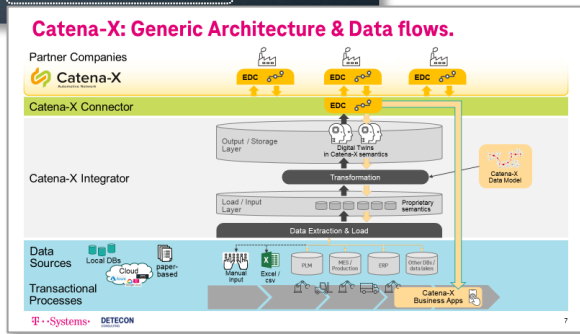 Catena-X: Generic Architecture & Data flows.
Partner Companies
Catena-X
Automotive Network
EDC
EDC
EDC
Catena-X Connector
EDC
Output / Storage
Layer
Digital Twins
in Catena-X semantics
Catena-X Integrator
Transformation
Catena-X
Data Model
Load / Input
Layer
Proprietary
semantics
Data Extraction & Load
Data
Sources
Local DBs
Cloud
paper-
based
Manual
Input
Excel /
csv
PLM
MES /
Production
ERP
Other DBs /
data lakes
Transactional
Processes
Catena-X
Business Apps
T · ·Systems·
DETECON
CONSULTING
7